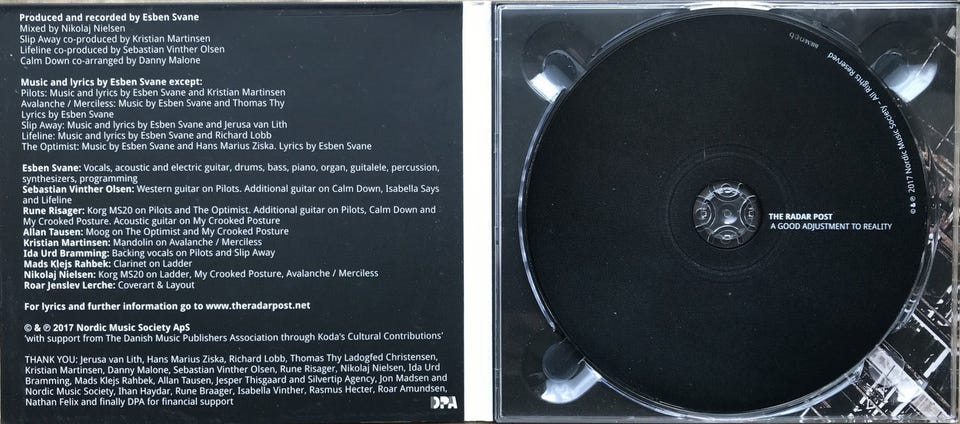 Produced and recorded by Esben Svane
Mixed by Nikolaj Nielsen
Slip Away co-produced by Kristian Martinsen
Lifeline co-produced by Sebastian Vinther Olsen
Calm Down co-arranged by Danny Malone
Music and lyrics by Esben Svane except:
Pilots: Music and lyrics by Esben Svane and Kristian Martinsen
Avalanche / Merciless: Music by Esben Svane and Thomas Thy
Lyrics by Esben Svane
Slip Away: Music and lyrics by Esben Svane and Jerusa van Lith
Lifeline: Music and lyrics by Esben Svane and Richard Lobb
The Optimist: Music by Esben Svane and Hans Marius Ziska. Lyrics by Esben Svane
Esben Svane: Vocals, acoustic and electric guitar, drums, bass, piano, organ, guitalele, percussion,
synthesizers, programming
Sebastian Vinther Olsen: Western guitar on Pilots. Additional guitar on Calm Down, Isabella Says
and Lifeline
Rune Risager: Korg MS20 on Pilots and The Optimist. Additional guitar on Pilots, Calm Down and
My Crooked Posture. Acoustic guitar on My Crooked Posture
Allan Tausen: Moog on The Optimist and My Crooked Posture
Kristian Martinsen: Mandolin on Avalanche / Merciless
Ida Urd Bramming: Backing vocals on Pilots and Slip Away
Mads Klejs Rahbek: Clarinet on Ladder
Nikolaj Nielsen: Korg MS20 on Ladder, My Crooked Posture, Avalanche / Merciless
Roar Jenslev Lerche: Coverart & Layout
For lyrics and further information go to www.theradarpost.net
© & ℗ 2017 Nordic Music Society ApS
'with support from The Danish Music Publishers Association through Koda's Cultural Contributions'
THANK YOU: Jerusa van Lith, Hans Marius Ziska, Richard Lobb, Thomas Thy Ladogfed Christensen,
Kristian Martinsen, Danny Malone, Sebastian Vinther Olsen, Rune Risager, Nikolaj Nielsen, Ida Urd
Bramming, Mads Klejs Rahbek, Allan Tausen, Jesper Thisgaard and Silvertip Agency, Jon Madsen and
Nordic Music Society, Ilhan Haydar, Rune Braager, Isabella Vinther, Rasmus Hecter, Roar Amundsen,
Nathan Felix and finally DPA for financial support
DPA
THE RADAR POST
A GOOD ADJUSTMENT TO REALITY
© & ℗ 2017 Nordic Music Society - All Rights Reserved
ncb